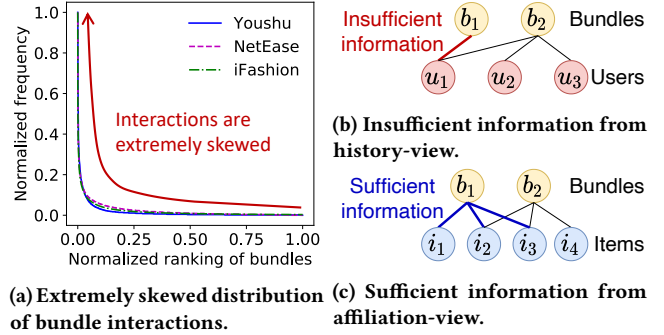 Normalized frequency
1.0
0.8
0.6
0.4
0.2
0.0
Youshu
NetEase
iFashion
Interactions are
extremely skewed
0.00 0.25 0.50 0.75 1.00
Normalized ranking of bundles
(a) Extremely skewed distribution
of bundle interactions.
Insufficient
information
b₁ b₂ Bundles
u₁ u₂ u₃ Users
(b) Insufficient information from
history-view.
Sufficient
information
b₁ b₂ Bundles
i₁ i₂ i₃ i₄ Items
(c) Sufficient information from
affiliation-view.